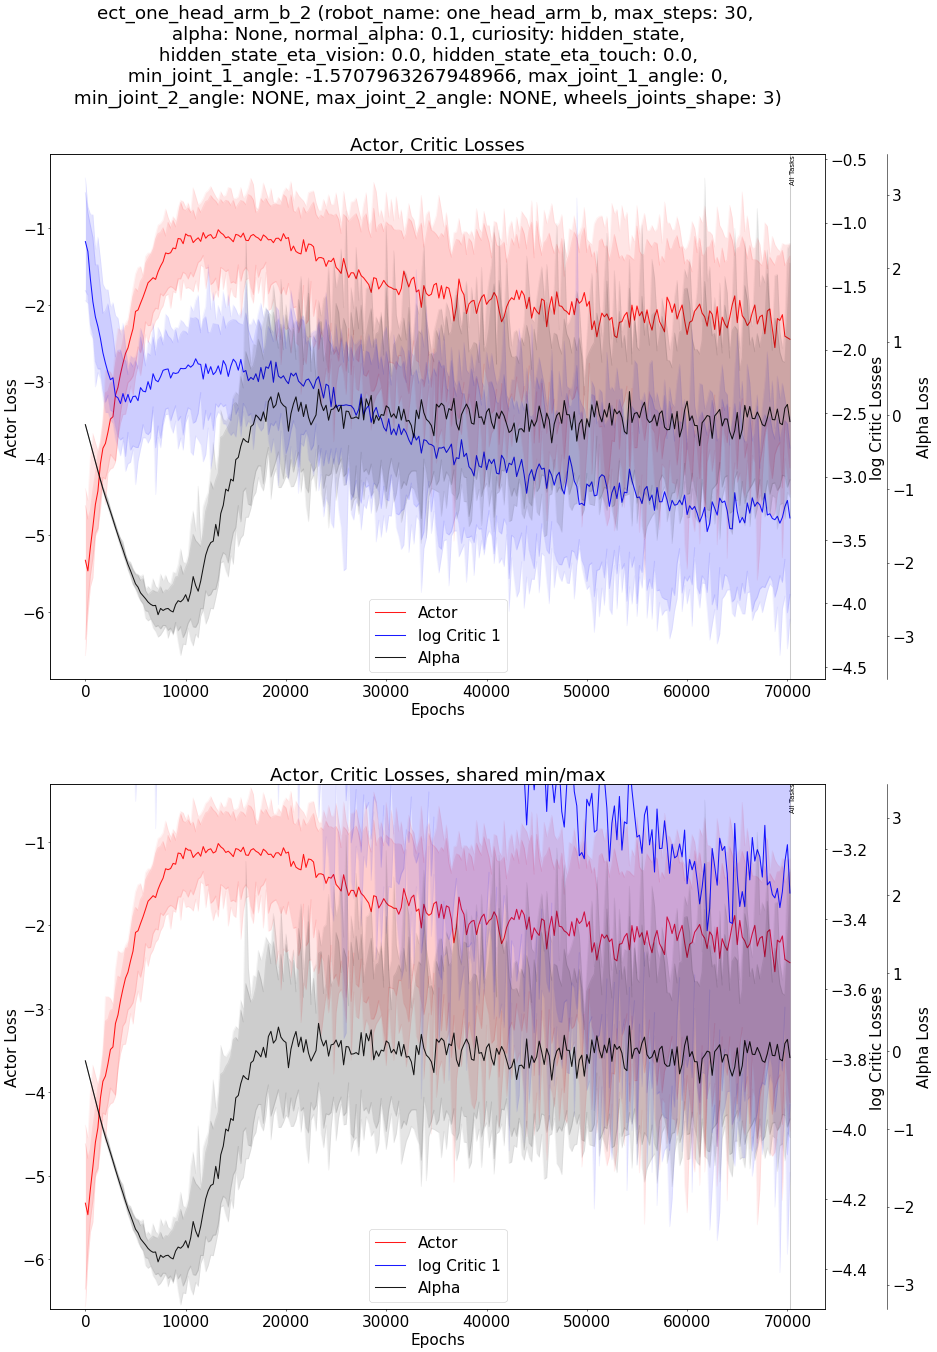 ect_one_head_arm_b_2 (robot_name: one_head_arm_b, max_steps: 30,
alpha: None, normal_alpha: 0.1, curiosity: hidden_state,
hidden_state_eta_vision: 0.0, hidden_state_eta_touch: 0.0,
min_joint_1_angle: -1.5707963267948966, max_joint_1_angle: 0,
min_joint_2_angle: NONE, max_joint_2_angle: NONE, wheels_joints_shape: 3)
Actor, Critic Losses
All Tasks
Actor Loss
−1
−2
−3
−4
−5
−6
log Critic Losses
−0.5
−1.0
−1.5
−2.0
−2.5
−3.0
−3.5
−4.0
−4.5
Alpha Loss
3
2
1
0
−1
−2
−3
Actor
log Critic 1
Alpha
0 10000 20000 30000 40000 50000 60000 70000
Epochs
Actor, Critic Losses, shared min/max
All Tasks
Actor Loss
−1
−2
−3
−4
−5
−6
log Critic Losses
−3.2
−3.4
−3.6
−3.8
−4.0
−4.2
−4.4
Alpha Loss
3
2
1
0
−1
−2
−3
Actor
log Critic 1
Alpha
0 10000 20000 30000 40000 50000 60000 70000
Epochs